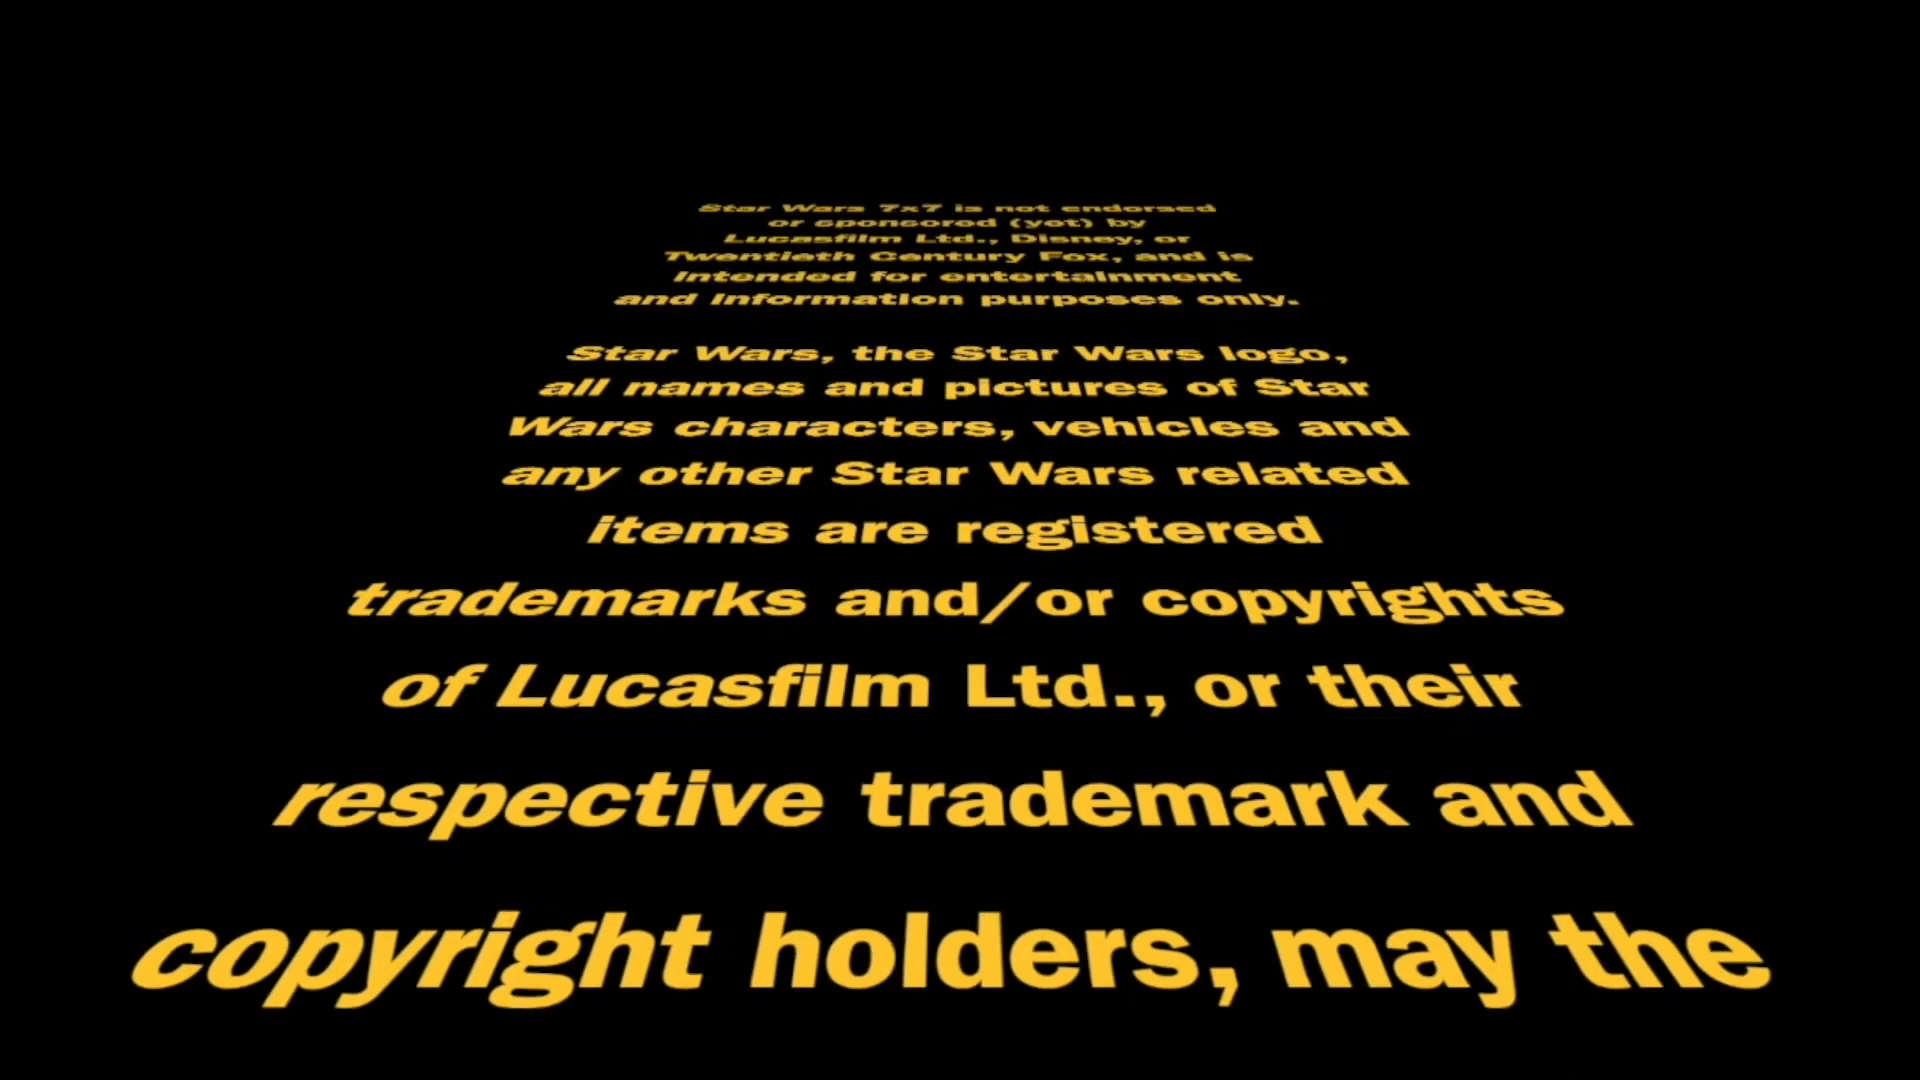 Star Wars 7x7 is not endorsed
or sponsored (yet) by
Lucasfilm Ltd., Disney, or
Twentieth Century Fox, and is
intended for entertainment
and information purposes only.
Star Wars, the Star Wars logo,
all names and pictures of Star
Wars characters, vehicles and
any other Star Wars related
items are registered
trademarks and/or copyrights
of Lucasfilm Ltd., or their
respective trademark and
copyright holders, may the